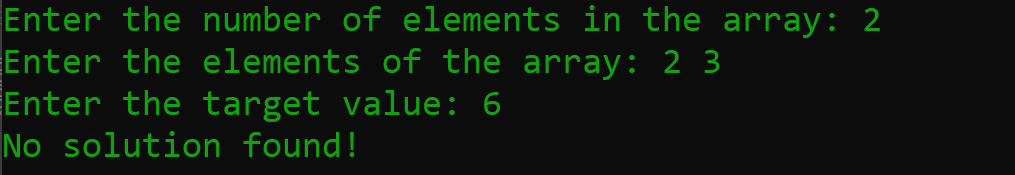 Enter the number of elements in the array: 2
Enter the elements of the array: 2 3
Enter the target value: 6
No solution found!